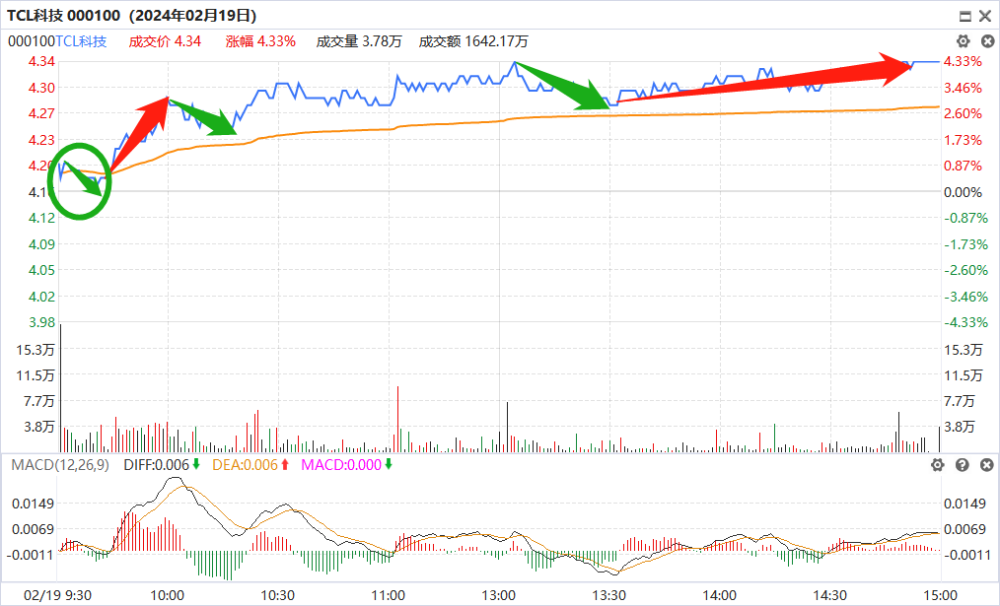 TCL科技 000100（2024年02月19日）
000100TCL科技 成交价 4.34 涨幅 4.33% 成交量 3.78万 成交额 1642.17万
4.34 4.33%
4.30 3.46%
4.27 2.60%
4.23 1.73%
4.20 0.87%
4.1 0.00%
4.12 -0.87%
4.09 -1.73%
4.05 -2.60%
4.02 -3.46%
3.98 -4.33%
15.3万 15.3万
11.5万 11.5万
7.7万 7.7万
3.8万 3.8万
MACD(12,26,9) DIFF:0.006 DEA:0.006 MACD:0.000
0.0149 0.0149
0.0069 0.0069
-0.0011 -0.0011
02/19 9:30 10:00 10:30 11:00 13:00 13:30 14:00 14:30 15:00